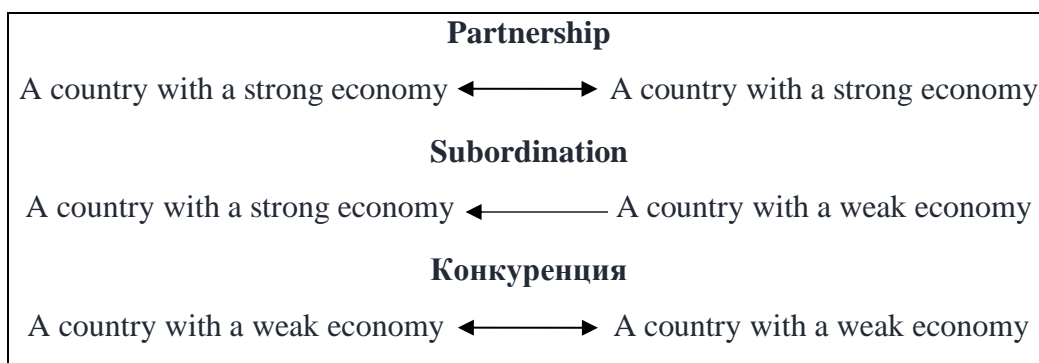 Partnership
A country with a strong economy A country with a strong economy
Subordination
A country with a strong economy A country with a weak economy
Конкуренция
A country with a weak economy A country with a weak economy